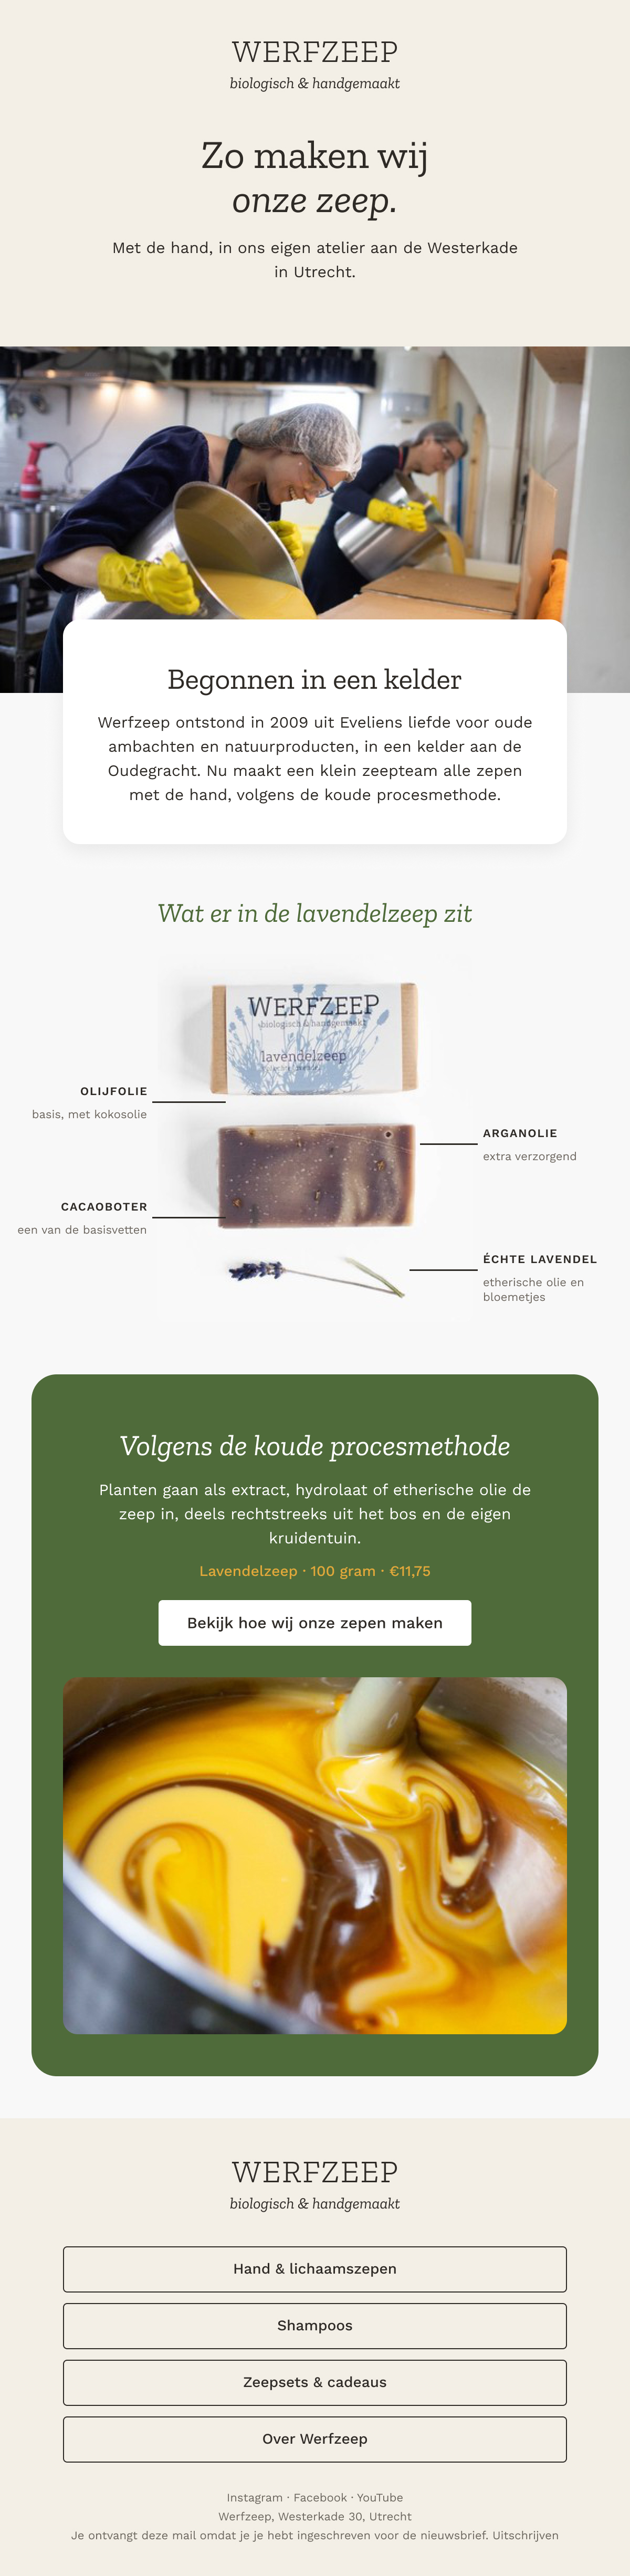 WERFZEEP
biologisch & handgemaakt
Zo maken wij
onze zeep.
Met de hand, in ons eigen atelier aan de Westerkade
in Utrecht.
Begonnen in een kelder
Werfzeep ontstond in 2009 uit Eveliens liefde voor oude
ambachten en natuurproducten, in een kelder aan de
Oudegracht. Nu maakt een klein zeepteam alle zepen
met de hand, volgens de koude procesmethode.
Wat er in de lavendelzeep zit
WERFZEEP
biologisch & handgemaakt
lavendelzeep
OLIJFOLIE
basis, met kokosolie
ARGANOLIE
extra verzorgend
CACAOBOTER
een van de basisvetten
ÉCHTE LAVENDEL
etherische olie en
bloemetjes
Volgens de koude procesmethode
Planten gaan als extract, hydrolaat of etherische olie de
zeep in, deels rechtstreeks uit het bos en de eigen
kruidentuin.
Lavendelzeep · 100 gram · €11,75
Bekijk hoe wij onze zepen maken
WERFZEEP
biologisch & handgemaakt
Hand & lichaamszepen
Shampoos
Zeepsets & cadeaus
Over Werfzeep
Instagram · Facebook · YouTube
Werfzeep, Westerkade 30, Utrecht
Je ontvangt deze mail omdat je je hebt ingeschreven voor de nieuwsbrief. Uitschrijven